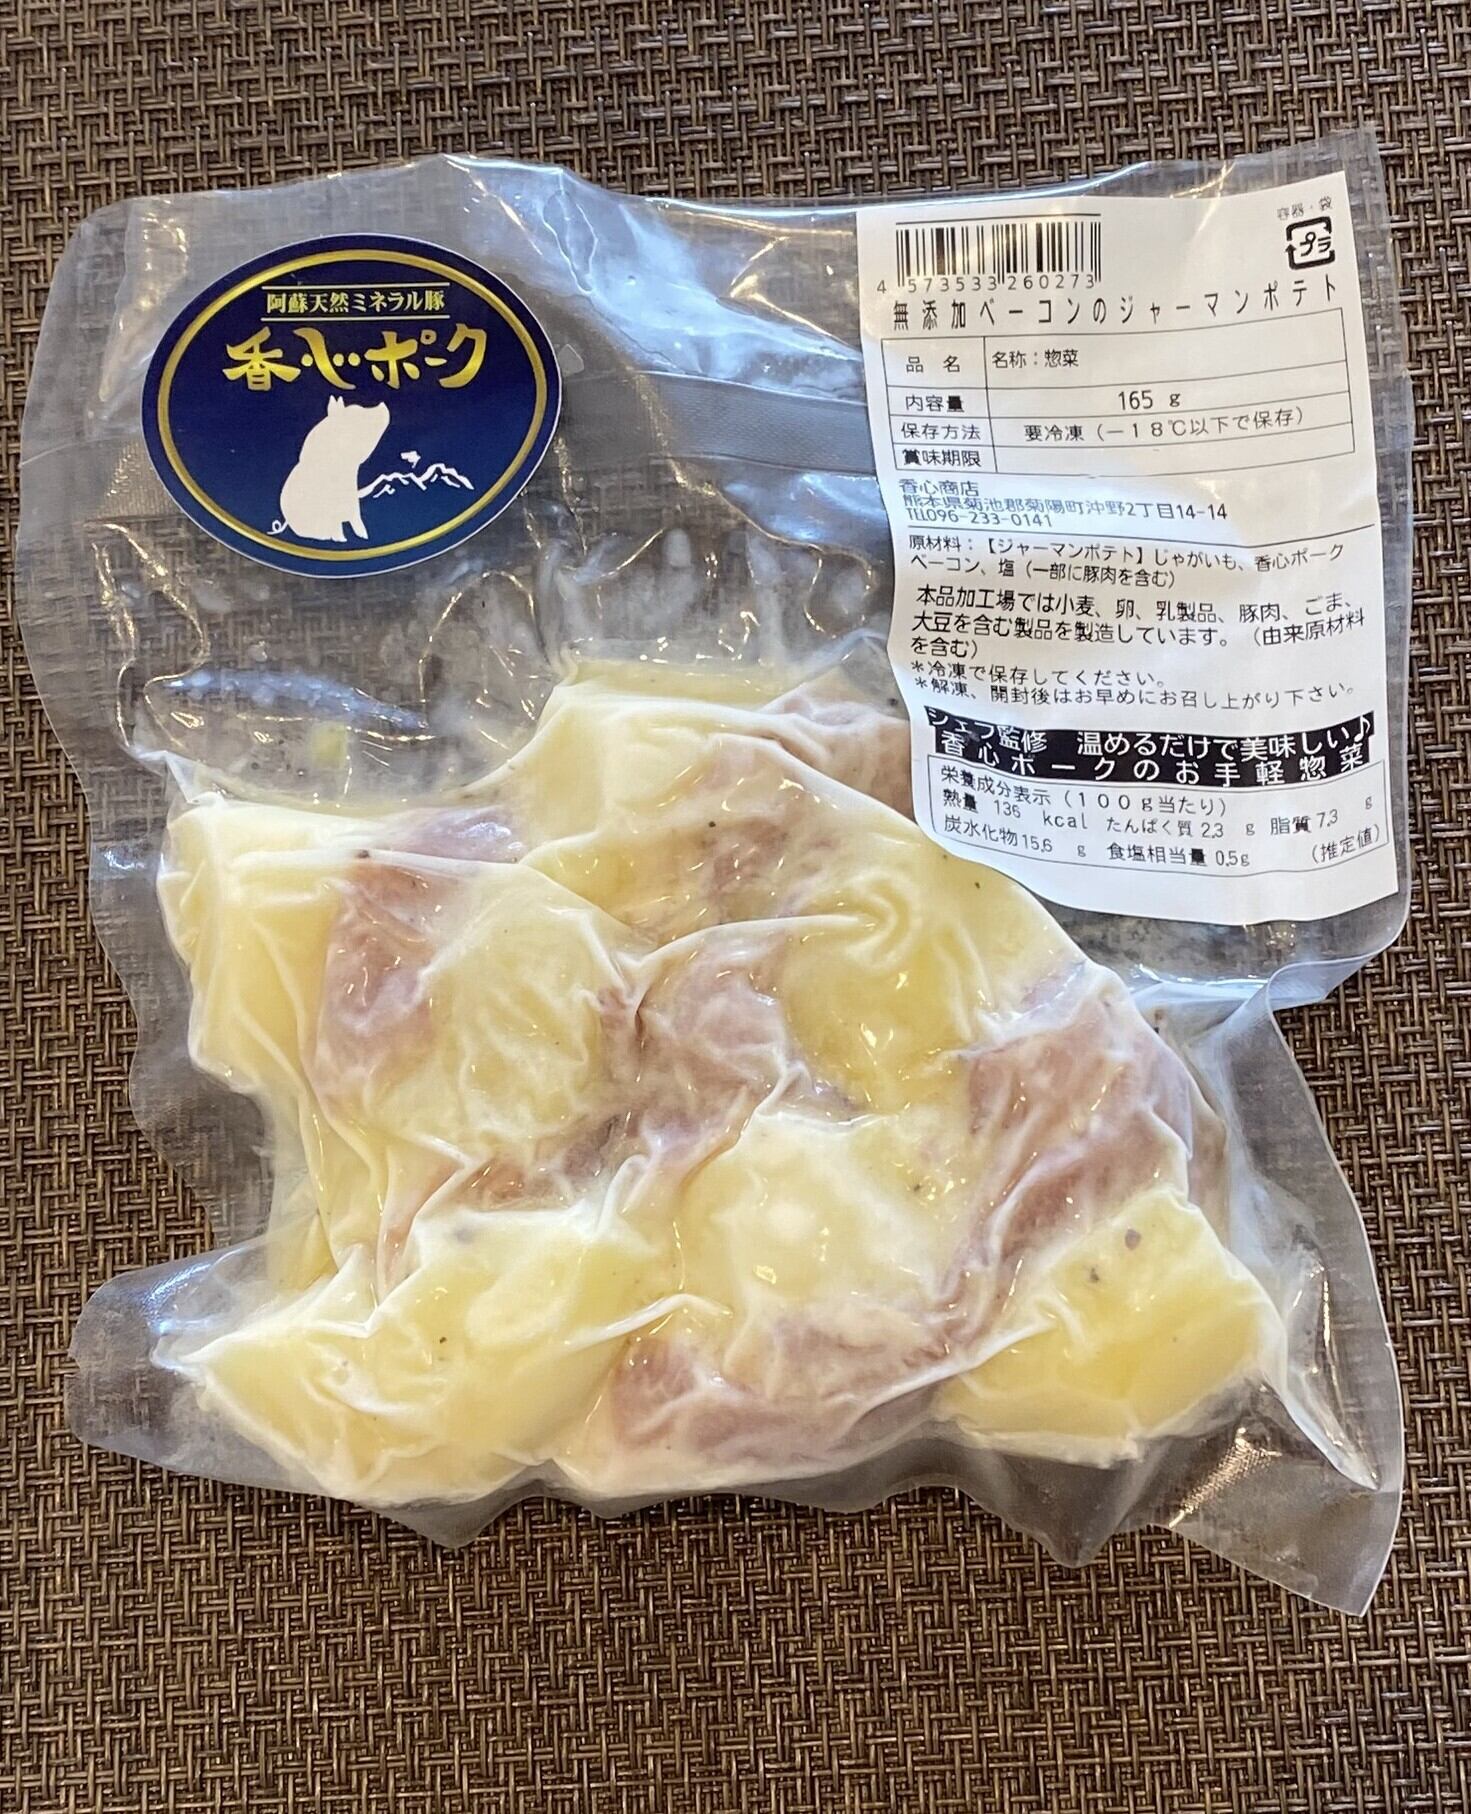 阿蘇天然ミネラル豚
香心ポーク
容器・袋
プラ
4 573533 260273
無添加ベーコンのジャーマンポテト
品 名 名称：惣菜
内容量 165 g
保存方法 要冷凍（－18℃以下で保存）
賞味期限
香心商店
熊本県菊池郡菊陽町沖野2丁目14-14
TEL096-233-0141
原材料：【ジャーマンポテト】じゃがいも、香心ポーク
ベーコン、塩（一部に豚肉を含む）
本品加工場では小麦、卵、乳製品、豚肉、ごま、
大豆を含む製品を製造しています。（由来原材料
を含む）
＊冷凍で保存してください。
＊解凍、開封後はお早めにお召し上がり下さい。
シェフ監修 温めるだけで美味しい♪
香心ポークのお手軽惣菜
栄養成分表示（100g当たり）
熱量 136 kcal たんぱく質 2.3 g 脂質 7.3 g
炭水化物 15.6 g 食塩相当量 0.5g （推定値）